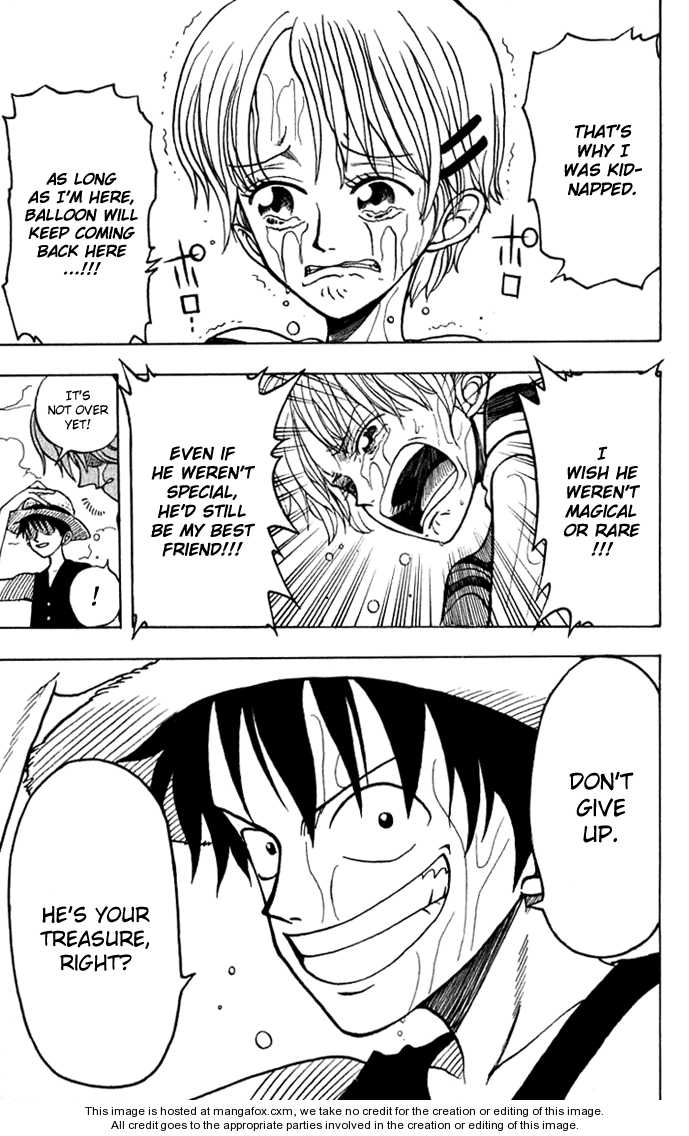 THAT'S
WHY I
WAS KID-
NAPPED.
AS LONG
AS I'M HERE,
BALLOON WILL
KEEP COMING
BACK HERE
...!!!
I
WISH HE
WEREN'T
MAGICAL
OR RARE
!!!
EVEN IF
HE WEREN'T
SPECIAL,
HE'D STILL
BE MY BEST
FRIEND!!!
IT'S
NOT OVER
YET!
!
DON'T
GIVE
UP.
HE'S YOUR
TREASURE,
RIGHT?
This image is hosted at mangafox.cxm, we take no credit for the creation or editing of this image.
All credit goes to the appropriate parties involved in the creation or editing of this image.